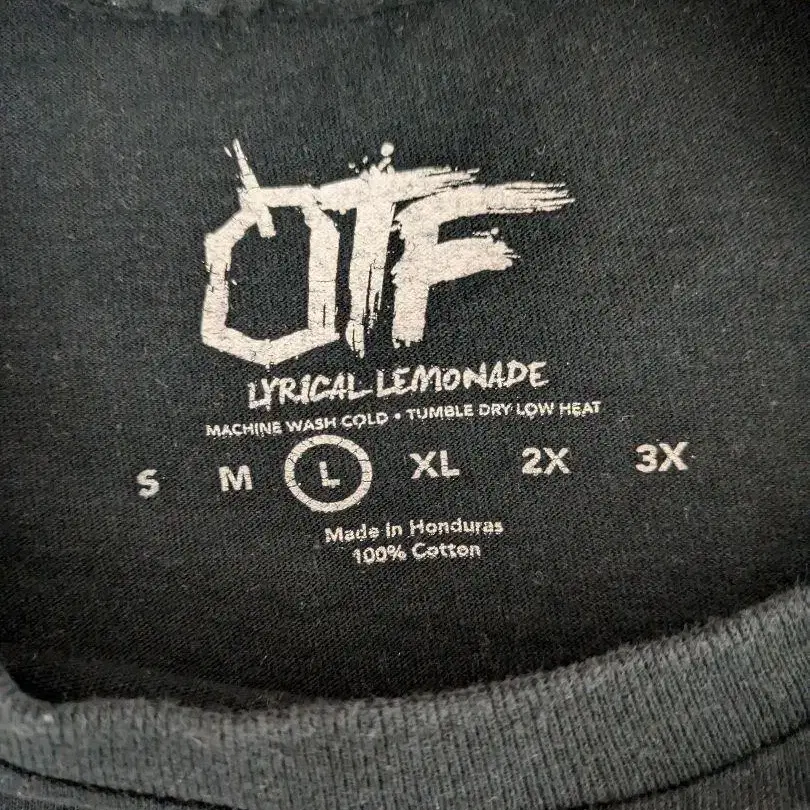 OTF
LYRICAL LEMONADE
MACHINE WASH COLD • TUMBLE DRY LOW HEAT
S M L XL 2X 3X
Made in Honduras
100% Cotton